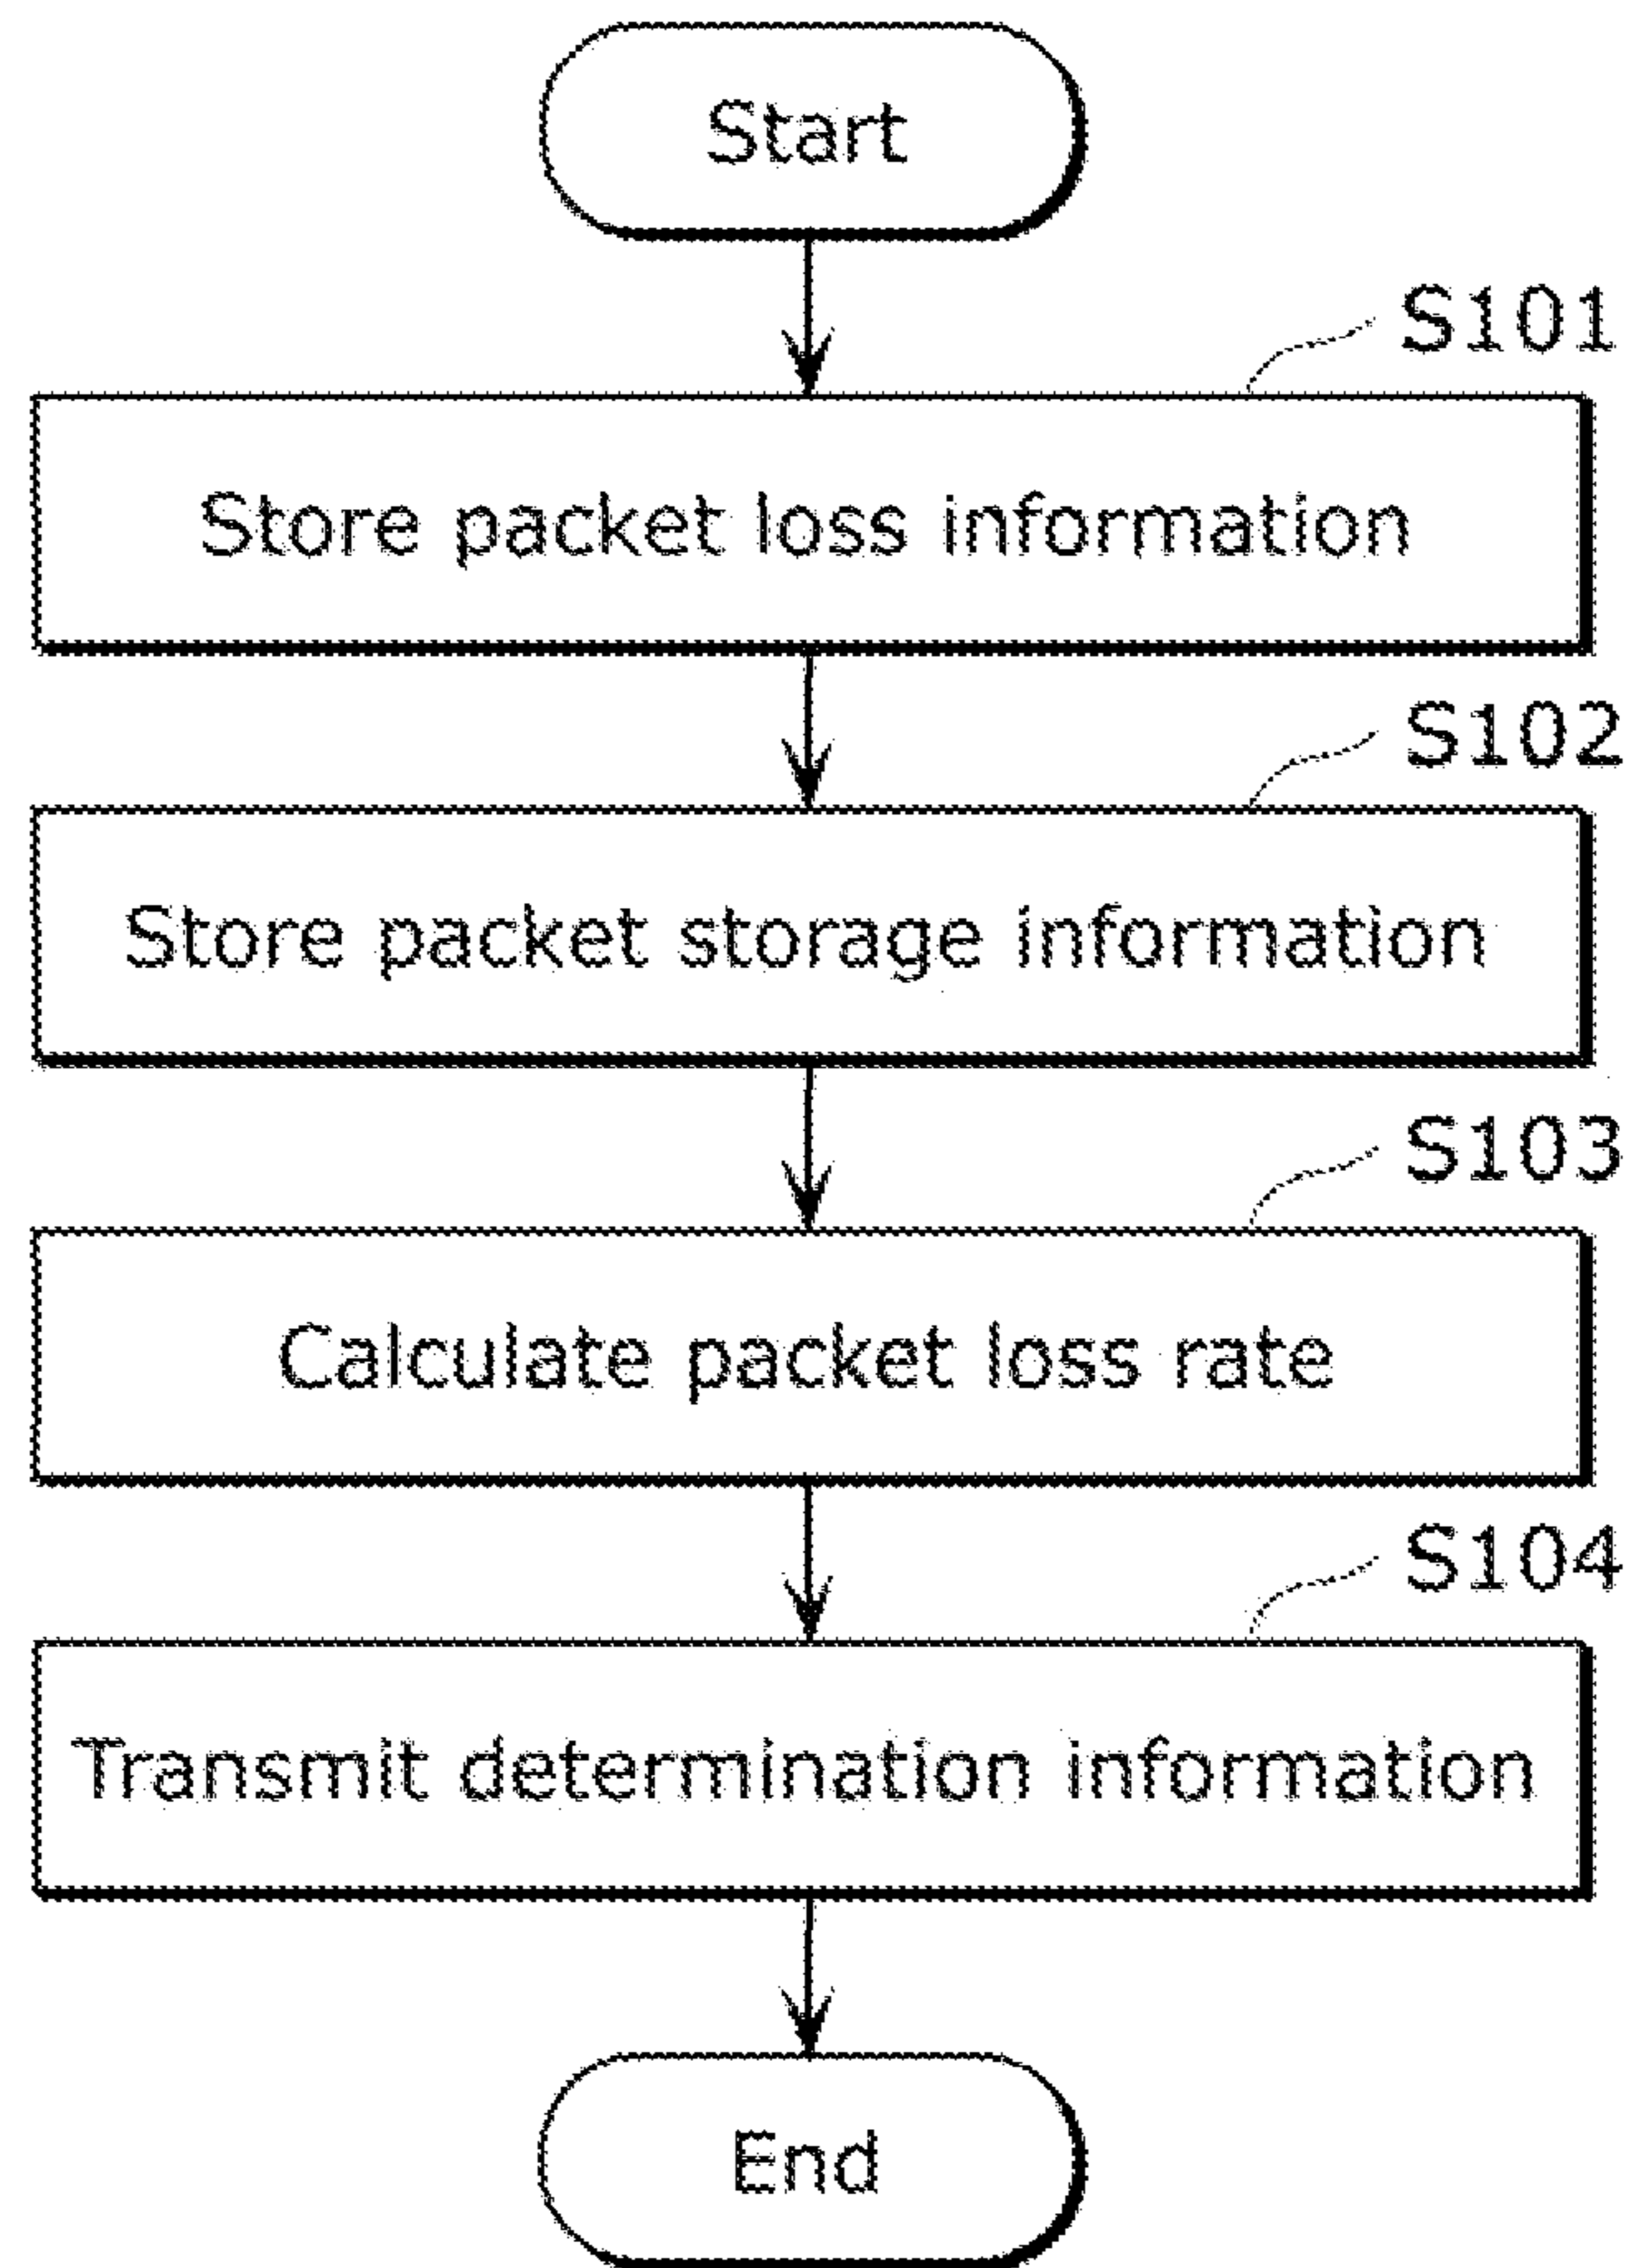 Start
S101
Store packet loss information
S102
Store packet storage information
S103
Calculate packet loss rate
S104
Transmit determination information
End